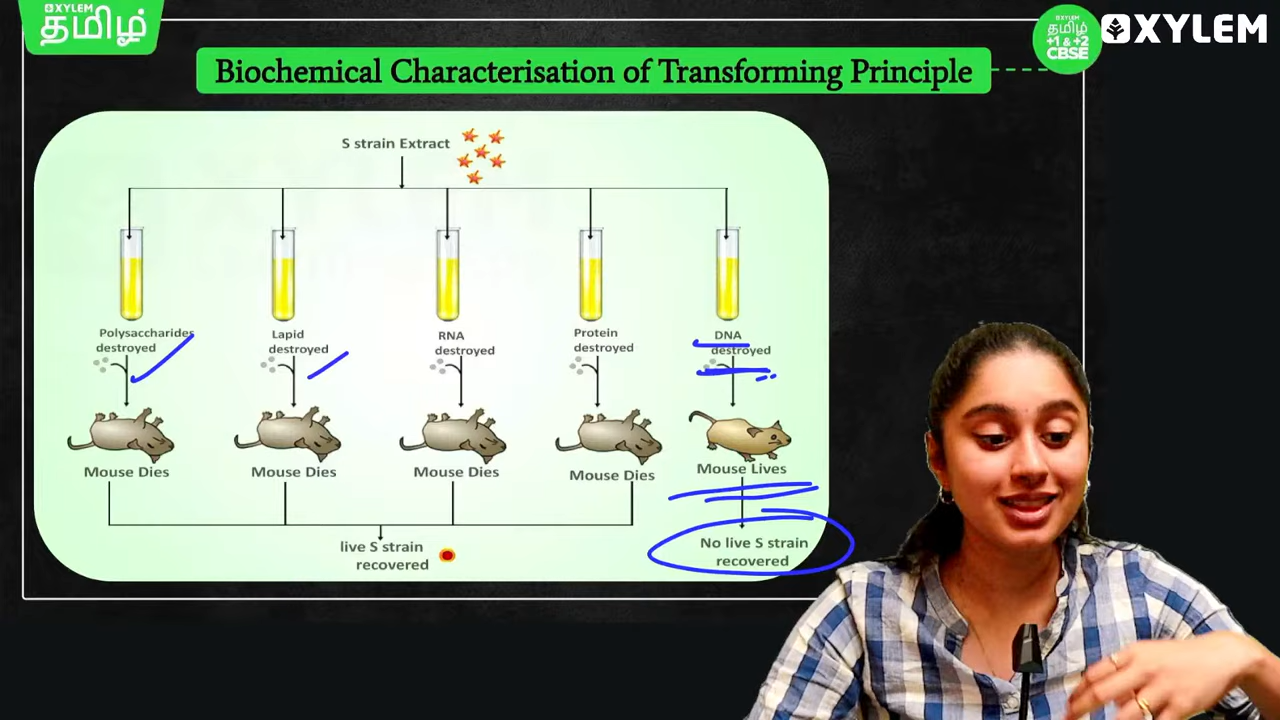 XYLEM
தமிழ்
XYLEM
தமிழ்
+1 & +2
CBSE
XYLEM
Biochemical Characterisation of Transforming Principle
S strain Extract
Polysaccharides
destroyed
Lapid
destroyed
RNA
destroyed
Protein
destroyed
DNA
destroyed
Mouse Dies
Mouse Dies
Mouse Dies
Mouse Dies
Mouse Lives
live S strain
recovered
No live S strain
recovered